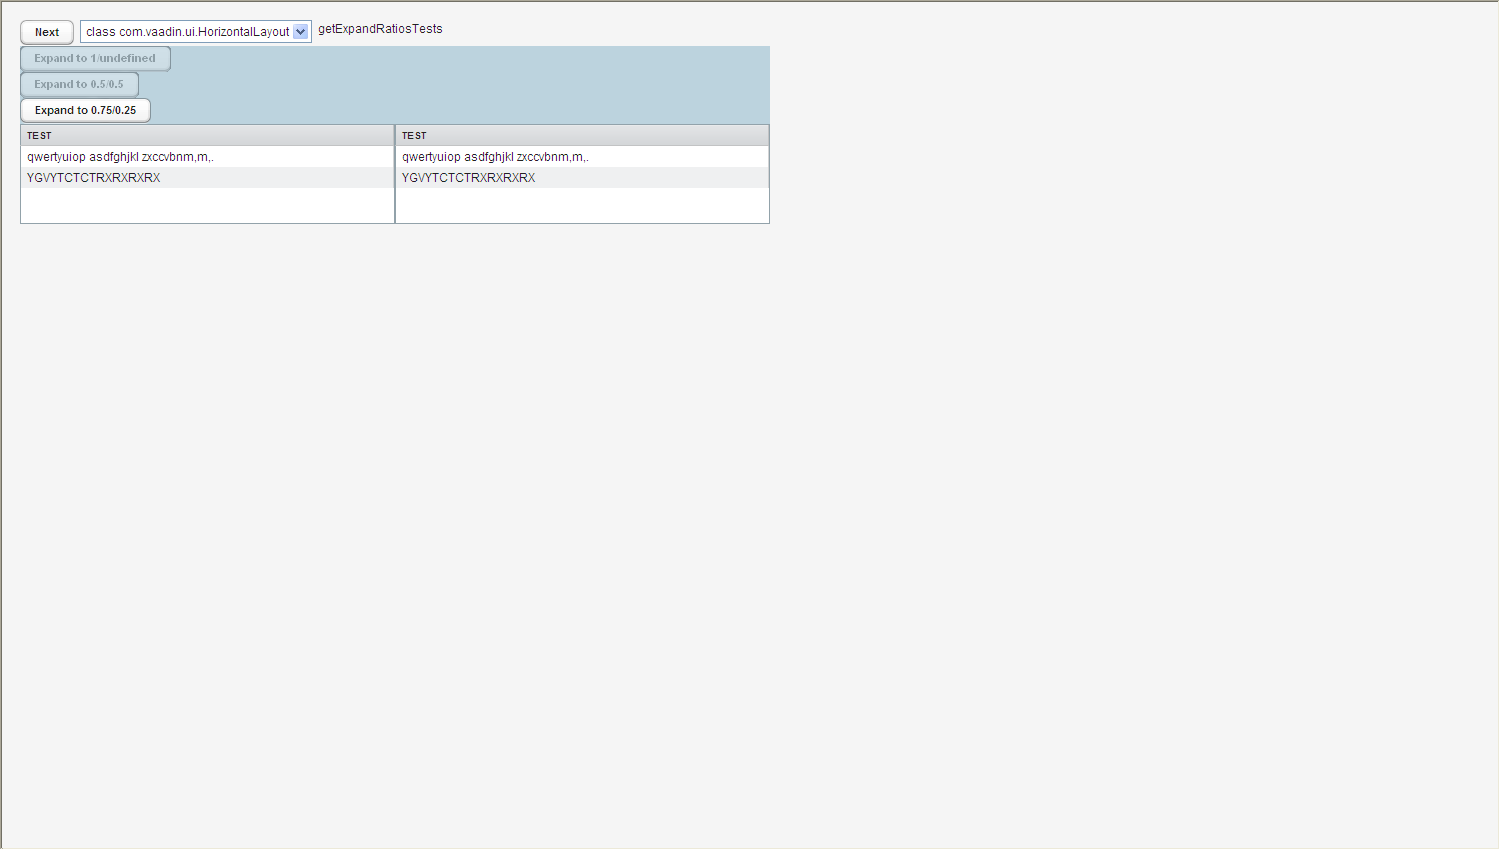 Next class com.vaadin.ui.HorizontalLayout getExpandRatiosTests
Expand to 1/undefined
Expand to 0.5/0.5
Expand to 0.75/0.25
TEST TEST
qwertyuiop asdfghjkl zxccvbnm,m,. qwertyuiop asdfghjkl zxccvbnm,m,.
YGVYTCTCTRXRXRXRX YGVYTCTCTRXRXRXRX